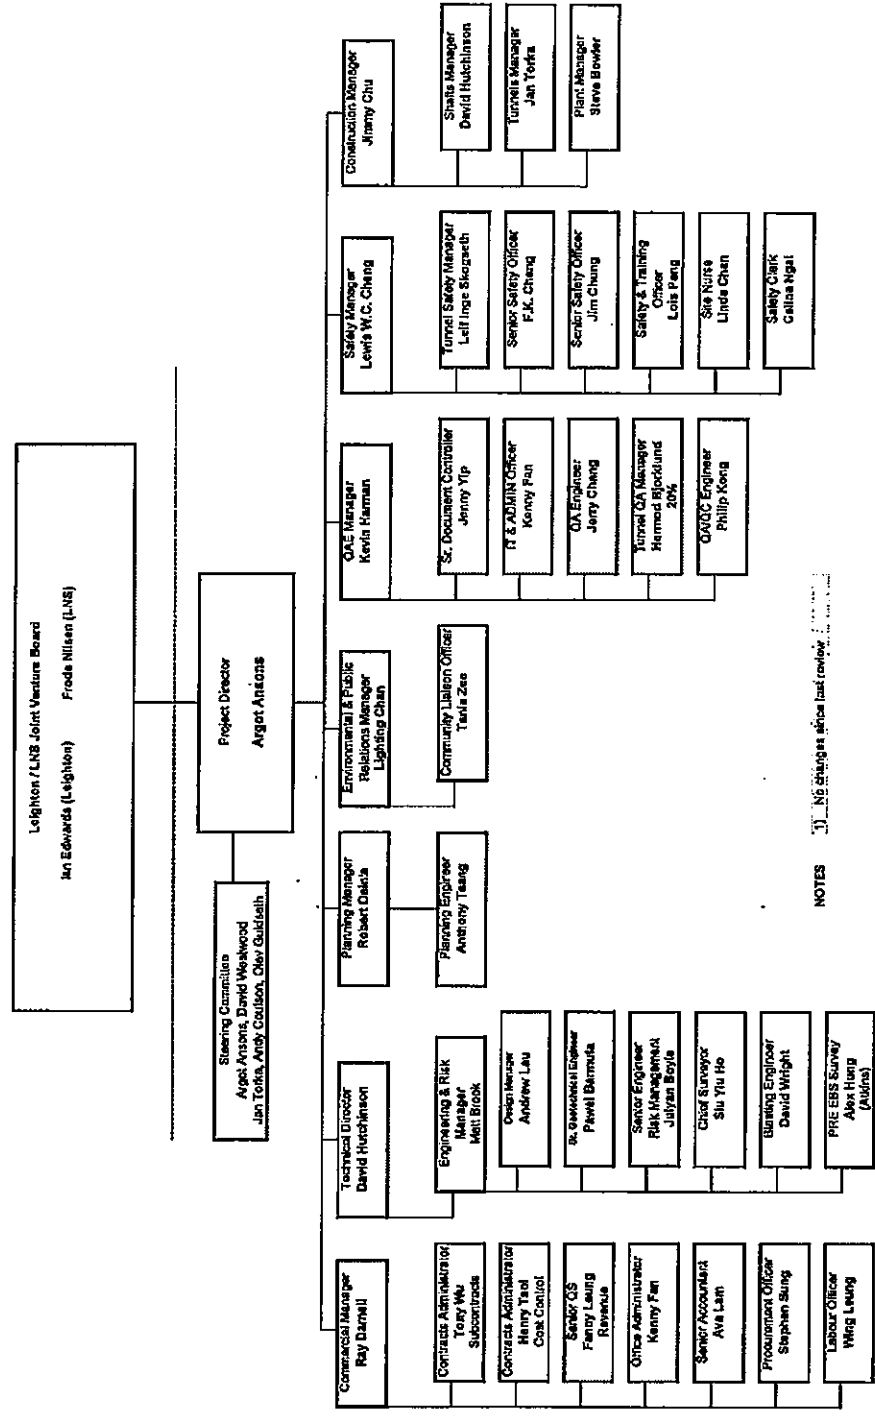 Leighton / LNS Joint Venture Board
Ian Edwards (Leighton) Frode Nilsen (LNS)
Project Director
Argot Ansons
Steering Committee
Argot Ansons, David Westwood
Jan Torka, Andy Coulson, Olav Guldseth
Commercial Manager
Ray Darnell
Contracts Administrator
Tony Wu
Subcontracts
Contracts Administrator
Henry Tsoi
Cost Control
Senior QS
Fanny Leung
Revenue
Office Administrator
Kenny Fan
Senior Accountant
Ava Lam
Procurement Officer
Stephen Sung
Labour Officer
Wing Leung
Technical Director
David Hutchinson
Engineering & Risk
Manager
Matt Brook
Design Manager
Andrew Lau
Sr. Geotechnical Engineer
Pawel Barmuta
Senior Engineer
Risk Management
Julyan Boyle
Chief Surveyor
Siu Yiu Ho
Blasting Engineer
David Wright
PRE EBS Survey
Alex Hung
(Atkins)
Planning Manager
Robert
Planning Engineer
Anthony Tsang
Environmental & Public
Relations Manager
Lighting Chan
Community Liaison Officer
Tania Zee
QAE Manager
Kevin Harman
Sr. Document Controller
Jenny Yip
IT & ADMIN Officer
Kenny Fan
QA Engineer
Jerry Chang
Tunnel QA Manager
Hermod Bjorklund
20%
QA/QC Engineer
Philip Kong
Safety Manager
Lewis W.C. Cheng
Tunnel Safety Manager
Leif Inge Skogseth
Senior Safety Officer
F.K. Chang
Senior Safety Officer
Jim Chung
Safety & Training
Officer
Lois Pang
Site Nurse
Linda Chan
Safety Clerk
Celina Ngai
Construction Manager
Jimmy Chu
Shafts Manager
David Hutchinson
Tunnels Manager
Jan Torka
Plant Manager
Steve Bowler
NOTES 1) No changes since last review